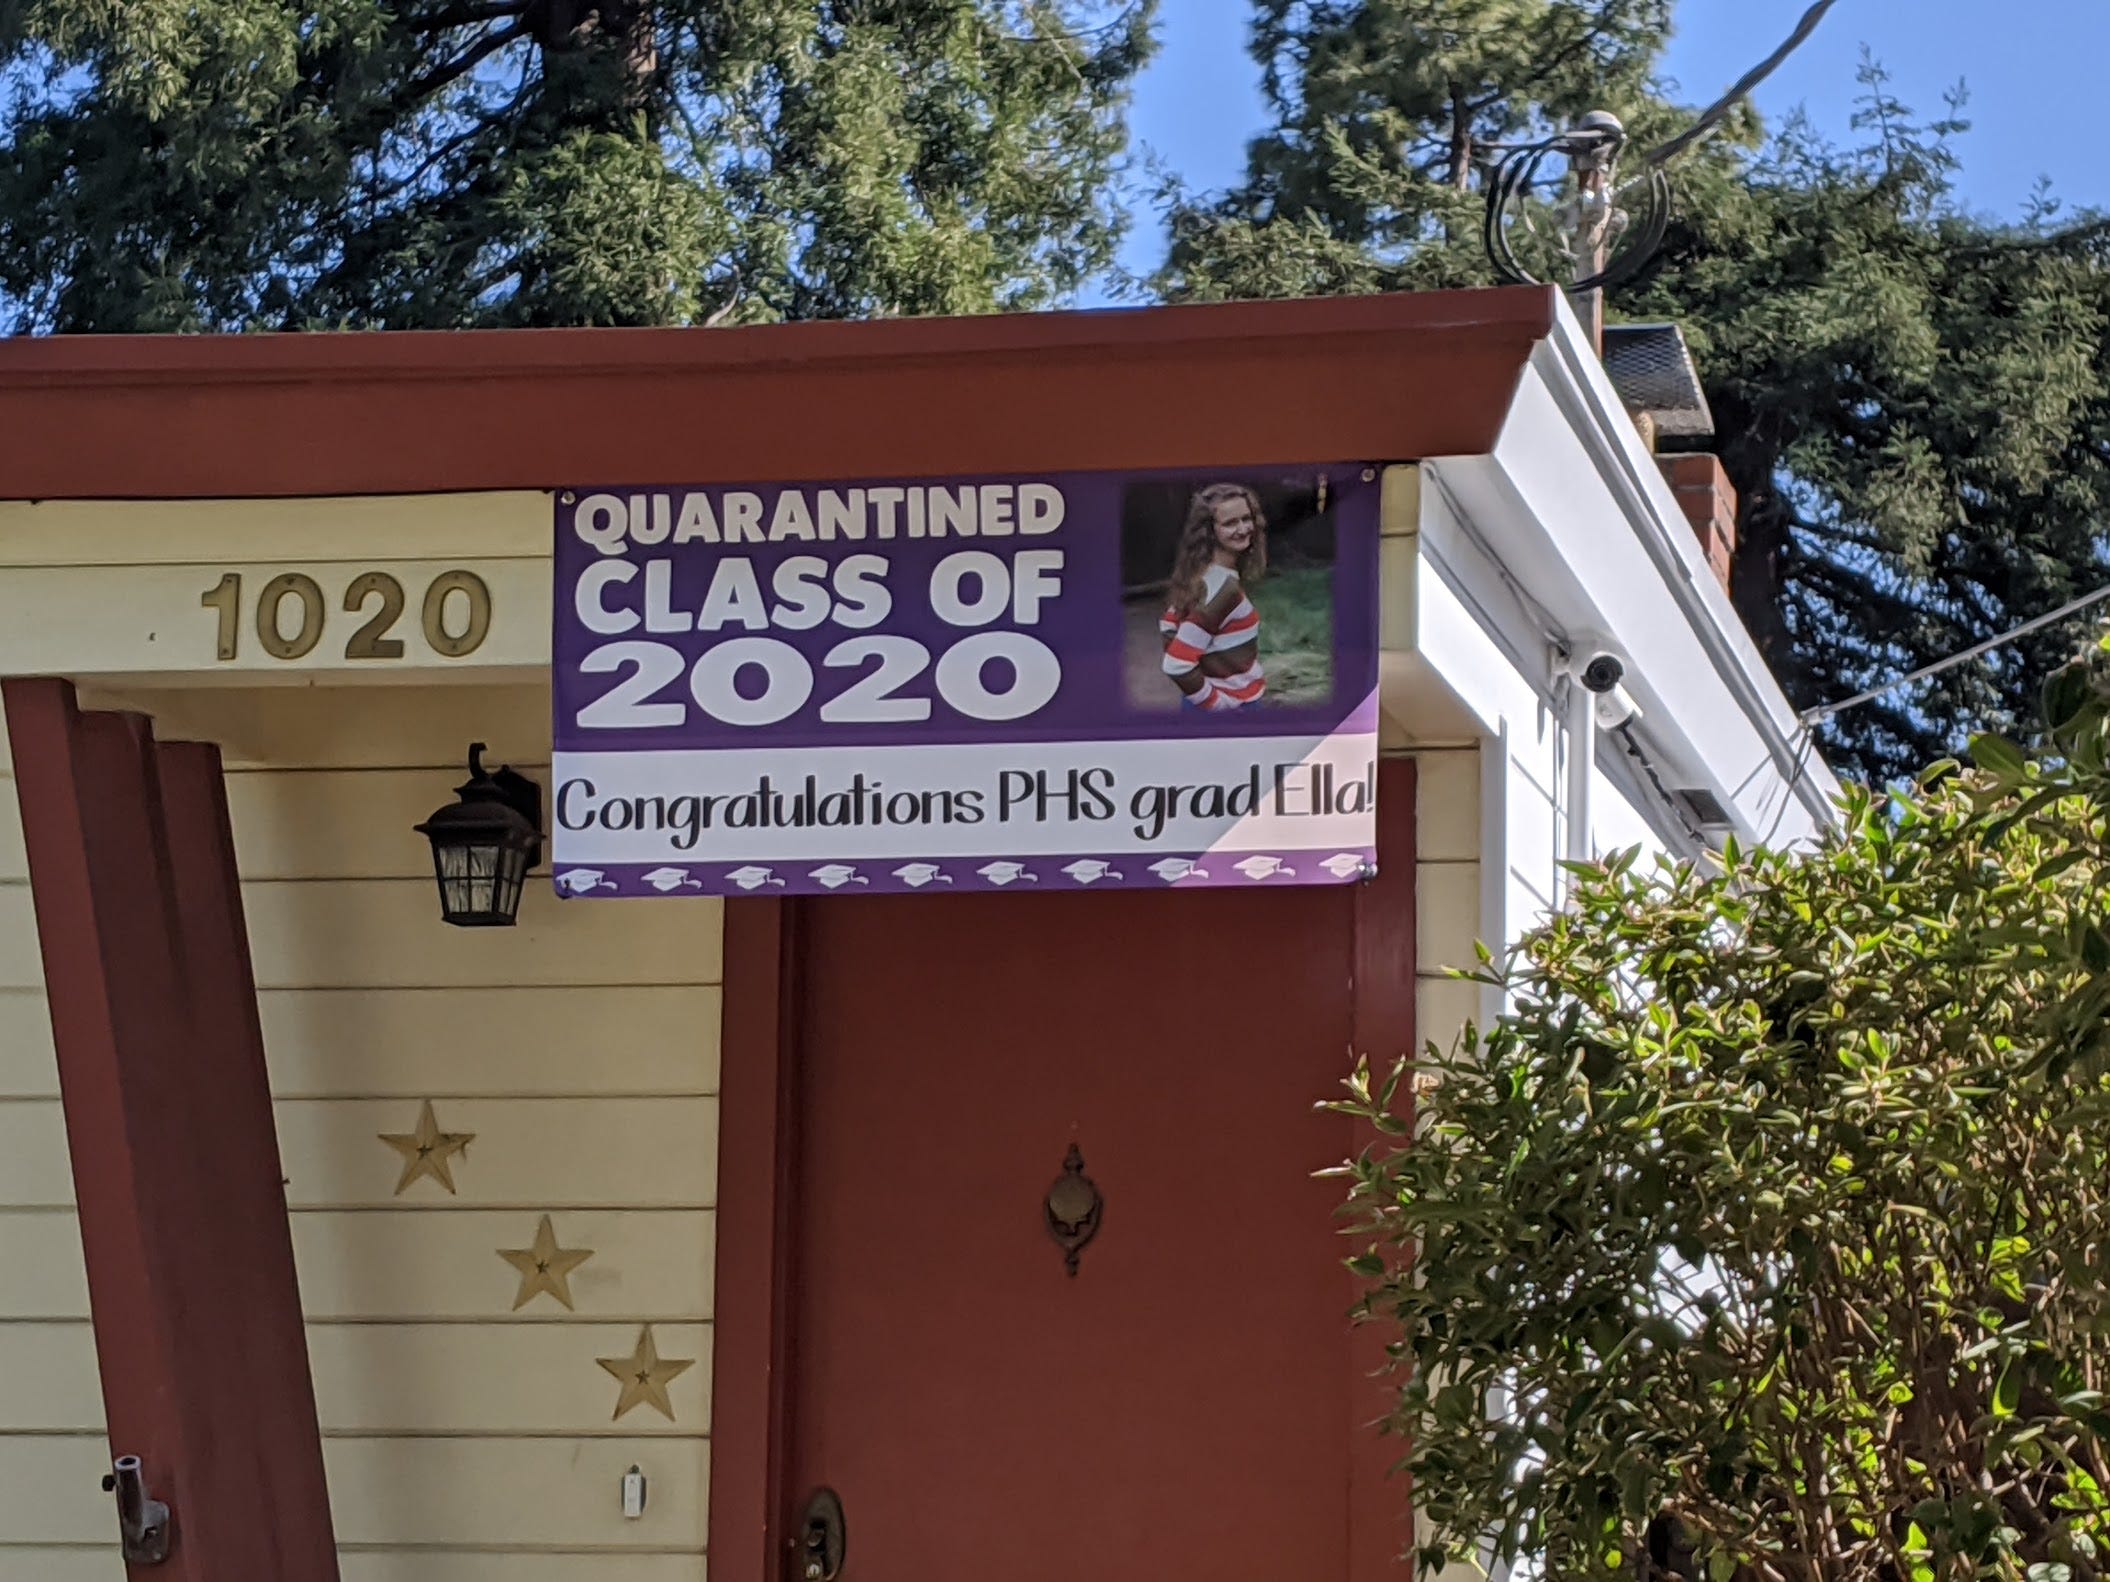 1020
QUARANTINED
CLASS OF
2020
Congratulations PHS grad Ella!